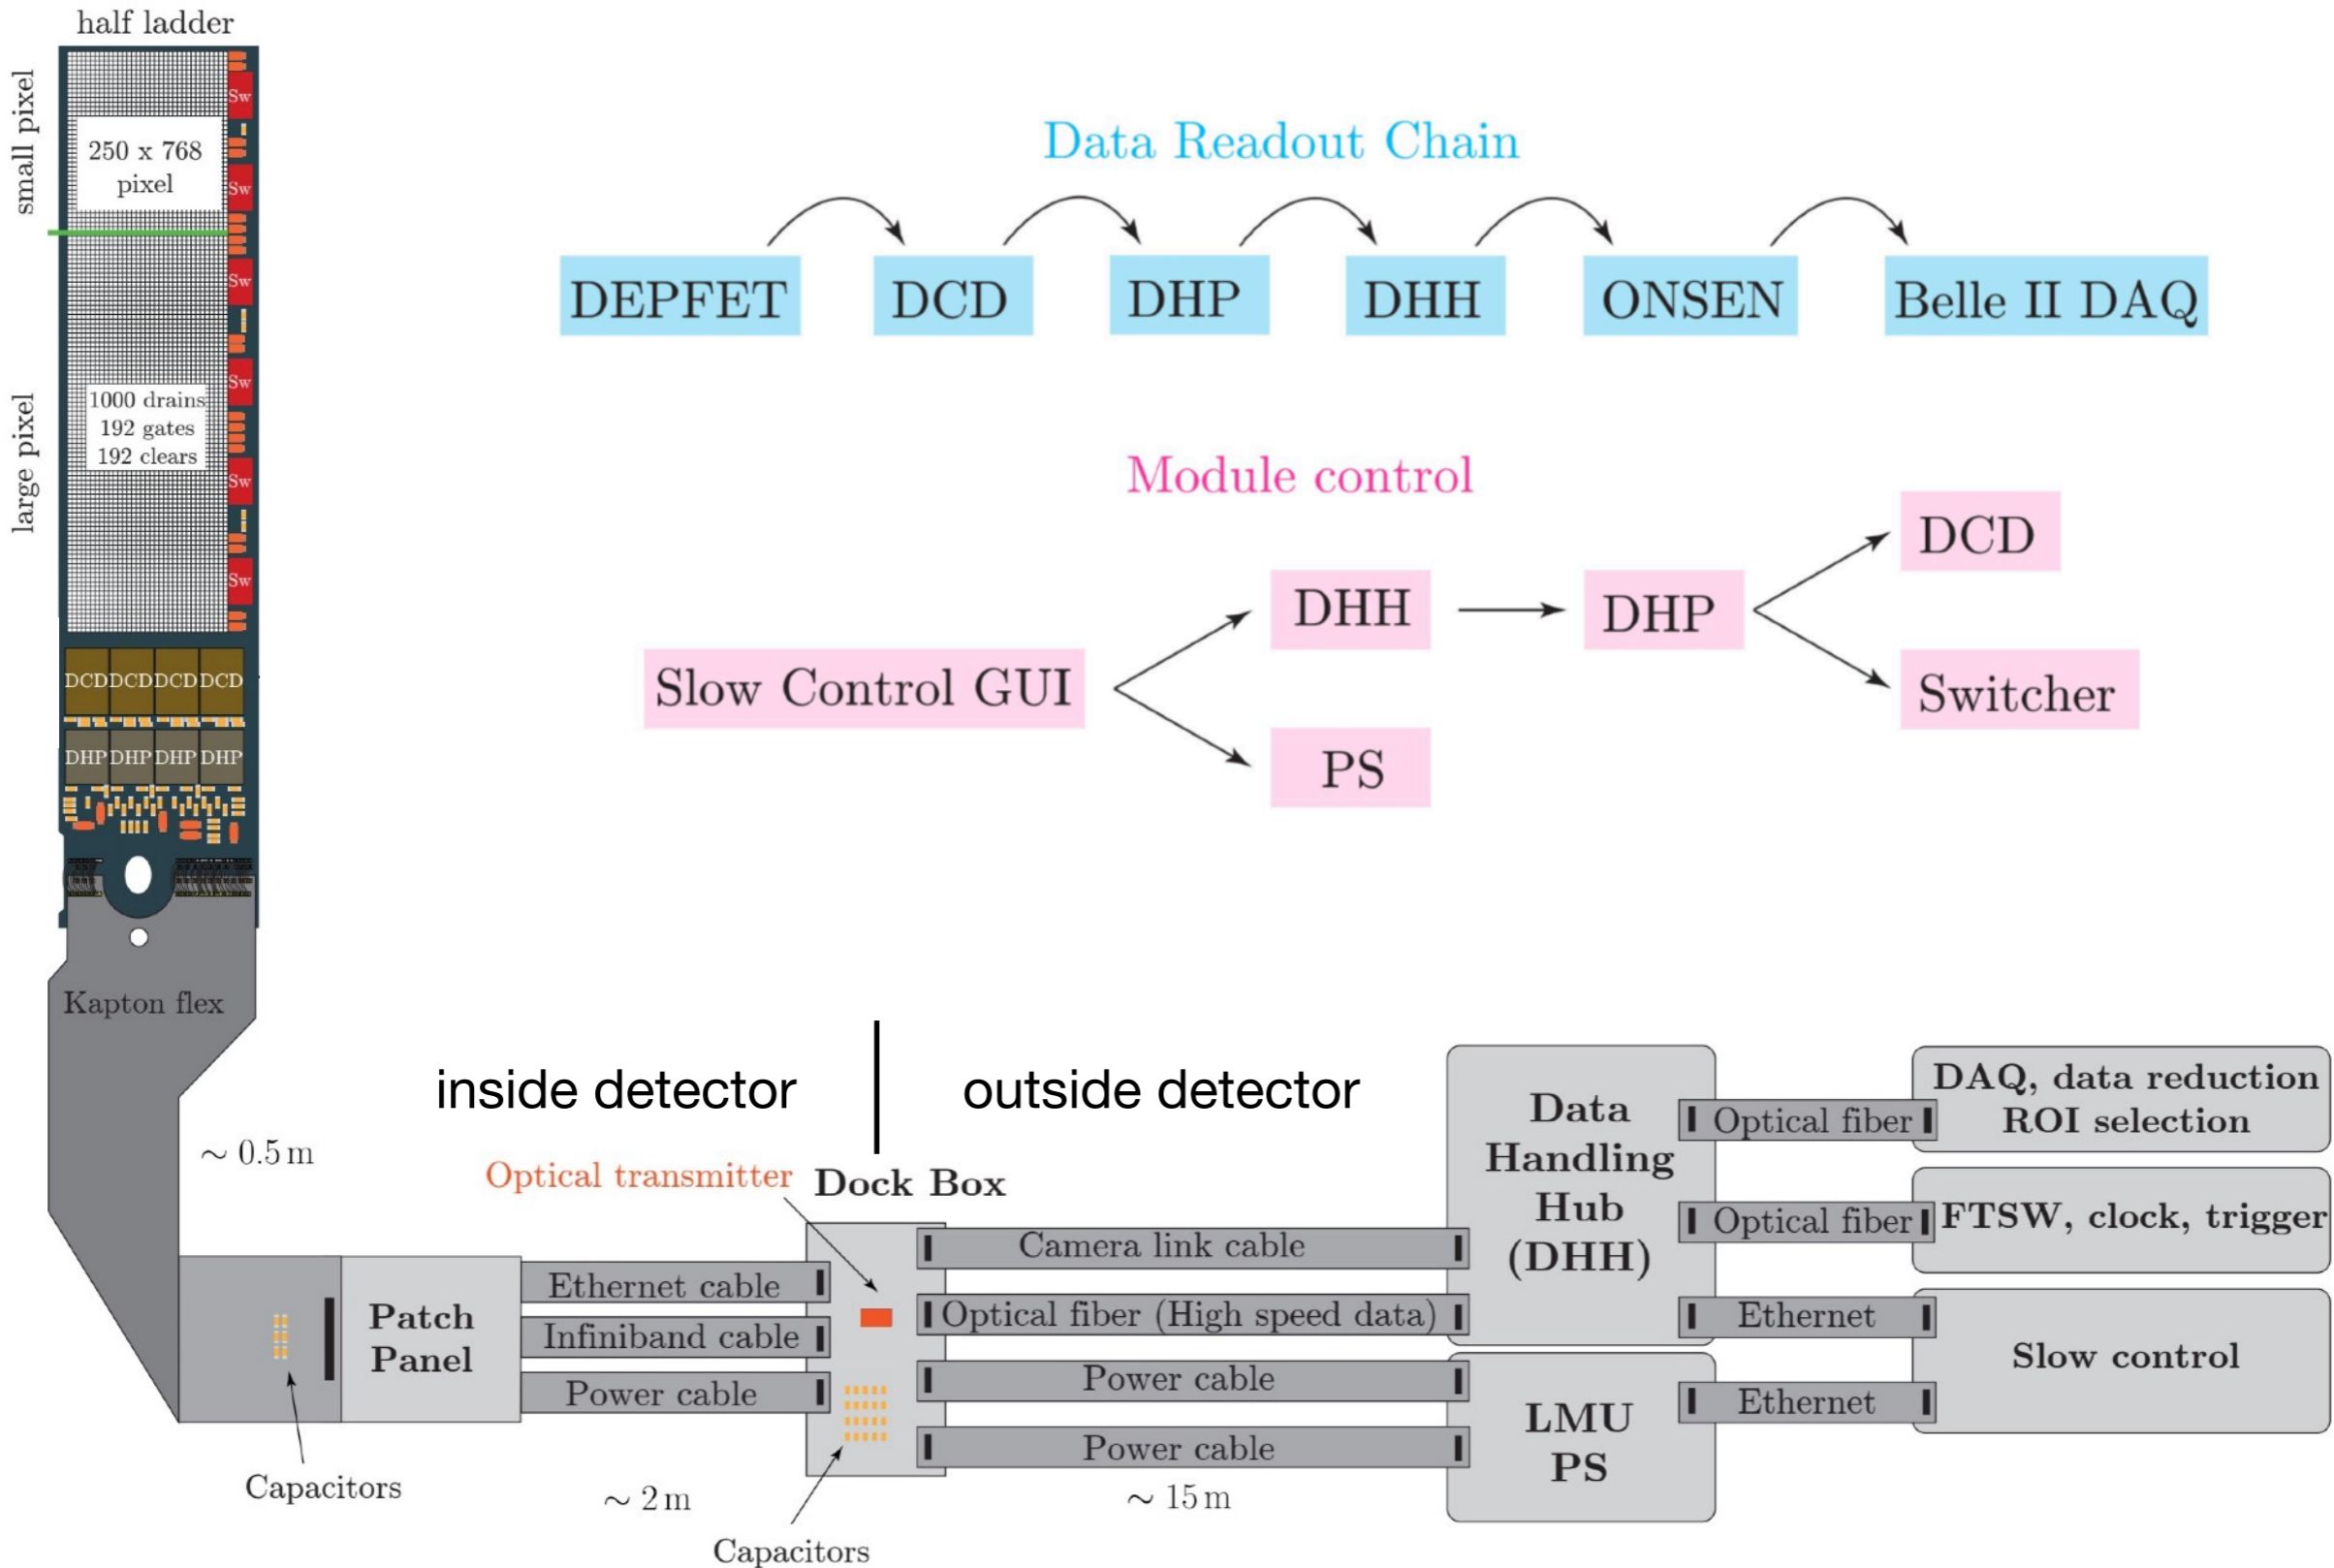 half ladder
small pixel
large pixel
Sw
250 x 768
pixel
Sw
Sw
Sw
1000 drains
192 gates
192 clears
Sw
Sw
DCD DCD DCD DCD
DHP DHP DHP DHP
Kapton flex
Data Readout Chain
DEPFET
DCD
DHP
DHH
ONSEN
Belle II DAQ
Module control
Slow Control GUI
DHH
PS
DHP
DCD
Switcher
inside detector
outside detector
~ 0.5 m
Optical transmitter
Dock Box
Patch
Panel
Capacitors
Ethernet cable
Infiniband cable
Power cable
~ 2 m
Capacitors
Camera link cable
Optical fiber (High speed data)
Power cable
Power cable
~ 15 m
Data
Handling
Hub
(DHH)
LMU
PS
Optical fiber
Optical fiber
Ethernet
Ethernet
DAQ, data reduction
ROI selection
FTSW, clock, trigger
Slow control